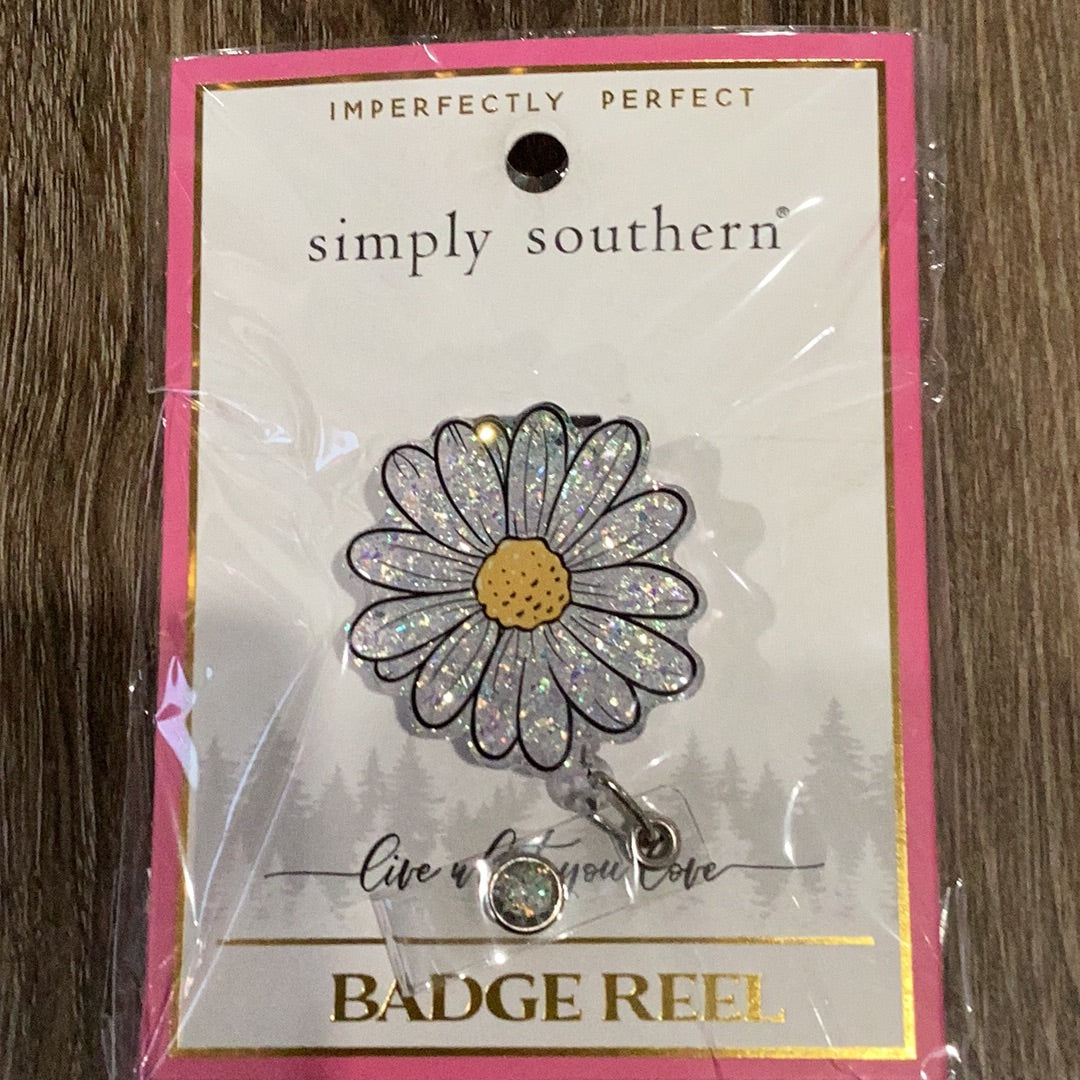 IMPERFECTLY PERFECT
simply southern®
live you love
BADGE REEL